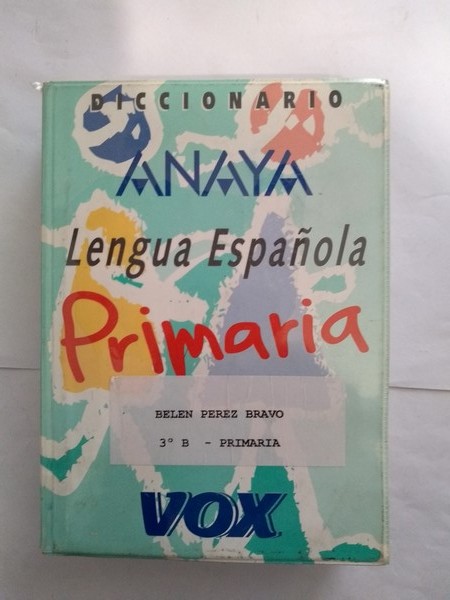 DICCIONARIO
ANAYA
Lengua Española
Primaria
BELEN PEREZ BRAVO
3º B - PRIMARIA
VOX